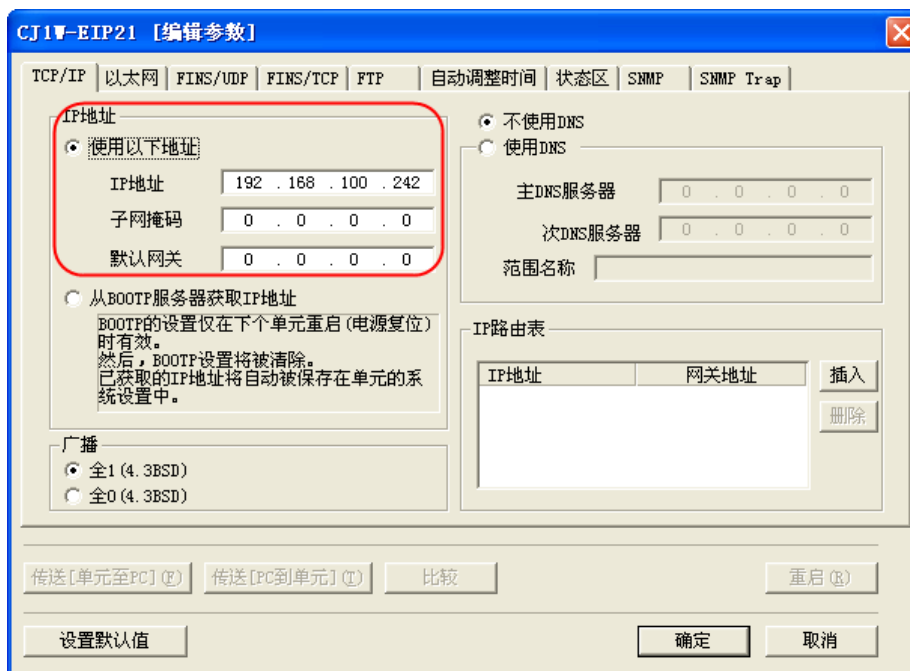 CJ1W-EIP21 [编辑参数]
TCP/IP 以太网 FINS/UDP FINS/TCP FTP 自动调整时间 状态区 SNMP SNMP Trap
IP地址
使用以下地址
IP地址 192 . 168 . 100 . 242
子网掩码 0 . 0 . 0 . 0
默认网关 0 . 0 . 0 . 0
从BOOTP服务器获取IP地址
BOOTP的设置仅在下个单元重启(电源复位)
时有效。
然后,BOOTP设置将被清除。
已获取的IP地址将自动被保存在单元的系
统设置中。
广播
全1(4.3BSD)
全0(4.3BSD)
不使用DNS
使用DNS
主DNS服务器 0 . 0 . 0 . 0
次DNS服务器 0 . 0 . 0 . 0
范围名称
IP路由表
IP地址 网关地址
插入
删除
传送[单元至PC](F) 传送[PC到单元](T) 比较 重启(R)
设置默认值 确定 取消